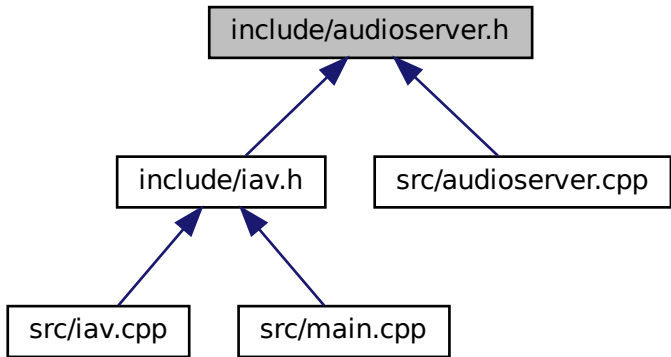 include/audioserver.h
include/iav.h
src/audioserver.cpp
src/iav.cpp
src/main.cpp